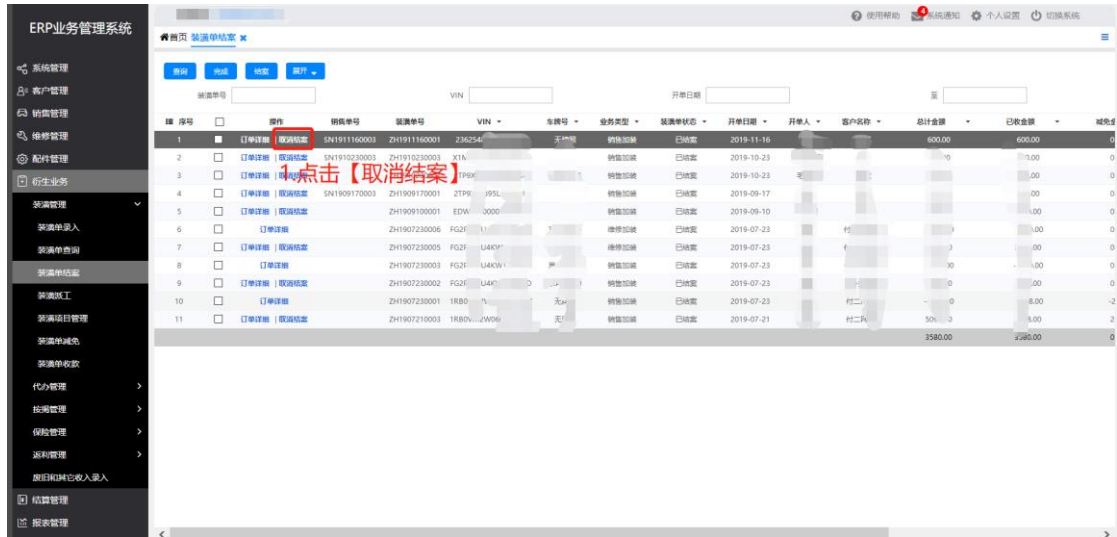 使用帮助 4 系统通知 个人设置 切换系统
ERP业务管理系统
首页 装潢单结案 ×
系统管理
客户管理
销售管理
维修管理
配件管理
衍生业务
装潢管理
装潢单录入
装潢单查询
装潢单结案
装潢派工
装潢项目管理
装潢单减免
装潢单收款
代办管理
按揭管理
保险管理
返利管理
废旧和其它收入录入
结算管理
报表管理
查询 完成 结案 展开
装潢单号 VIN 开单日期 至
序号 操作 销售单号 装潢单号 VIN 车牌号 业务类型 装潢单状态 开单日期 开单人 客户名称 总计金额 已收金额 减免金
1 订单详细 | 取消结案 SN1911160003 ZH1911160001 销售加装 已结案 2019-11-16 600.00 600.00 0
2 订单详细 | 取消结案 SN1910230003 ZH1910230003 销售加装 已结案 2019-10-23 0
1.点击【取消结案】
3 订单详细 销售加装 已结案 2019-10-23 0
4 订单详细 | 取消结案 SN1909170003 ZH1909170001 销售加装 已结案 2019-09-17 0
5 订单详细 | 取消结案 ZH1909100001 销售加装 已结案 2019-09-10 0
6 订单详细 ZH1907230006 维修加装 已结案 2019-07-23 0
7 订单详细 | 取消结案 ZH1907230005 维修加装 已结案 2019-07-23 0
8 订单详细 ZH1907230003 销售加装 已结案 2019-07-23 0
9 订单详细 | 取消结案 ZH1907230002 销售加装 已结案 2019-07-23 0
10 订单详细 ZH1907230001 销售加装 已结案 2019-07-23 -2
11 订单详细 | 取消结案 ZH1907210003 销售加装 已结案 2019-07-21 2
3580.00 3580.00 0